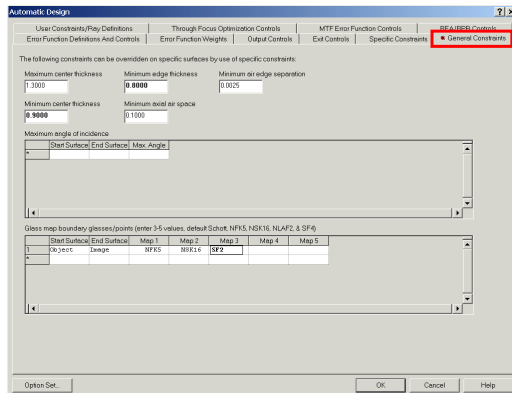 Automatic Design
User Constraints/Ray Definitions
Through Focus Optimization Controls
MTF Error Function Controls
REA/RER Controls
Error Function Definitions And Controls
Error Function Weights
Output Controls
Exit Controls
Specific Constraints
* General Constraints
The following constraints can be overridden on specific surfaces by use of specific constraints:
Maximum center thickness
Minimum edge thickness
Minimum air edge separation
1.3000
0.8000
0.0025
Minimum center thickness
Minimum axial air space
0.9000
0.1000
Maximum angle of incidence
Start Surface End Surface Max. Angle
*
Glass map boundary glasses/points (enter 3-5 values, default Schott, NFK5, NSK16, NLAF2, & SF4)
Start Surface End Surface Map 1 Map 2 Map 3 Map 4 Map 5
1 Object Image NFK5 NSK16 SF2
*
Option Set...
OK
Cancel
Help